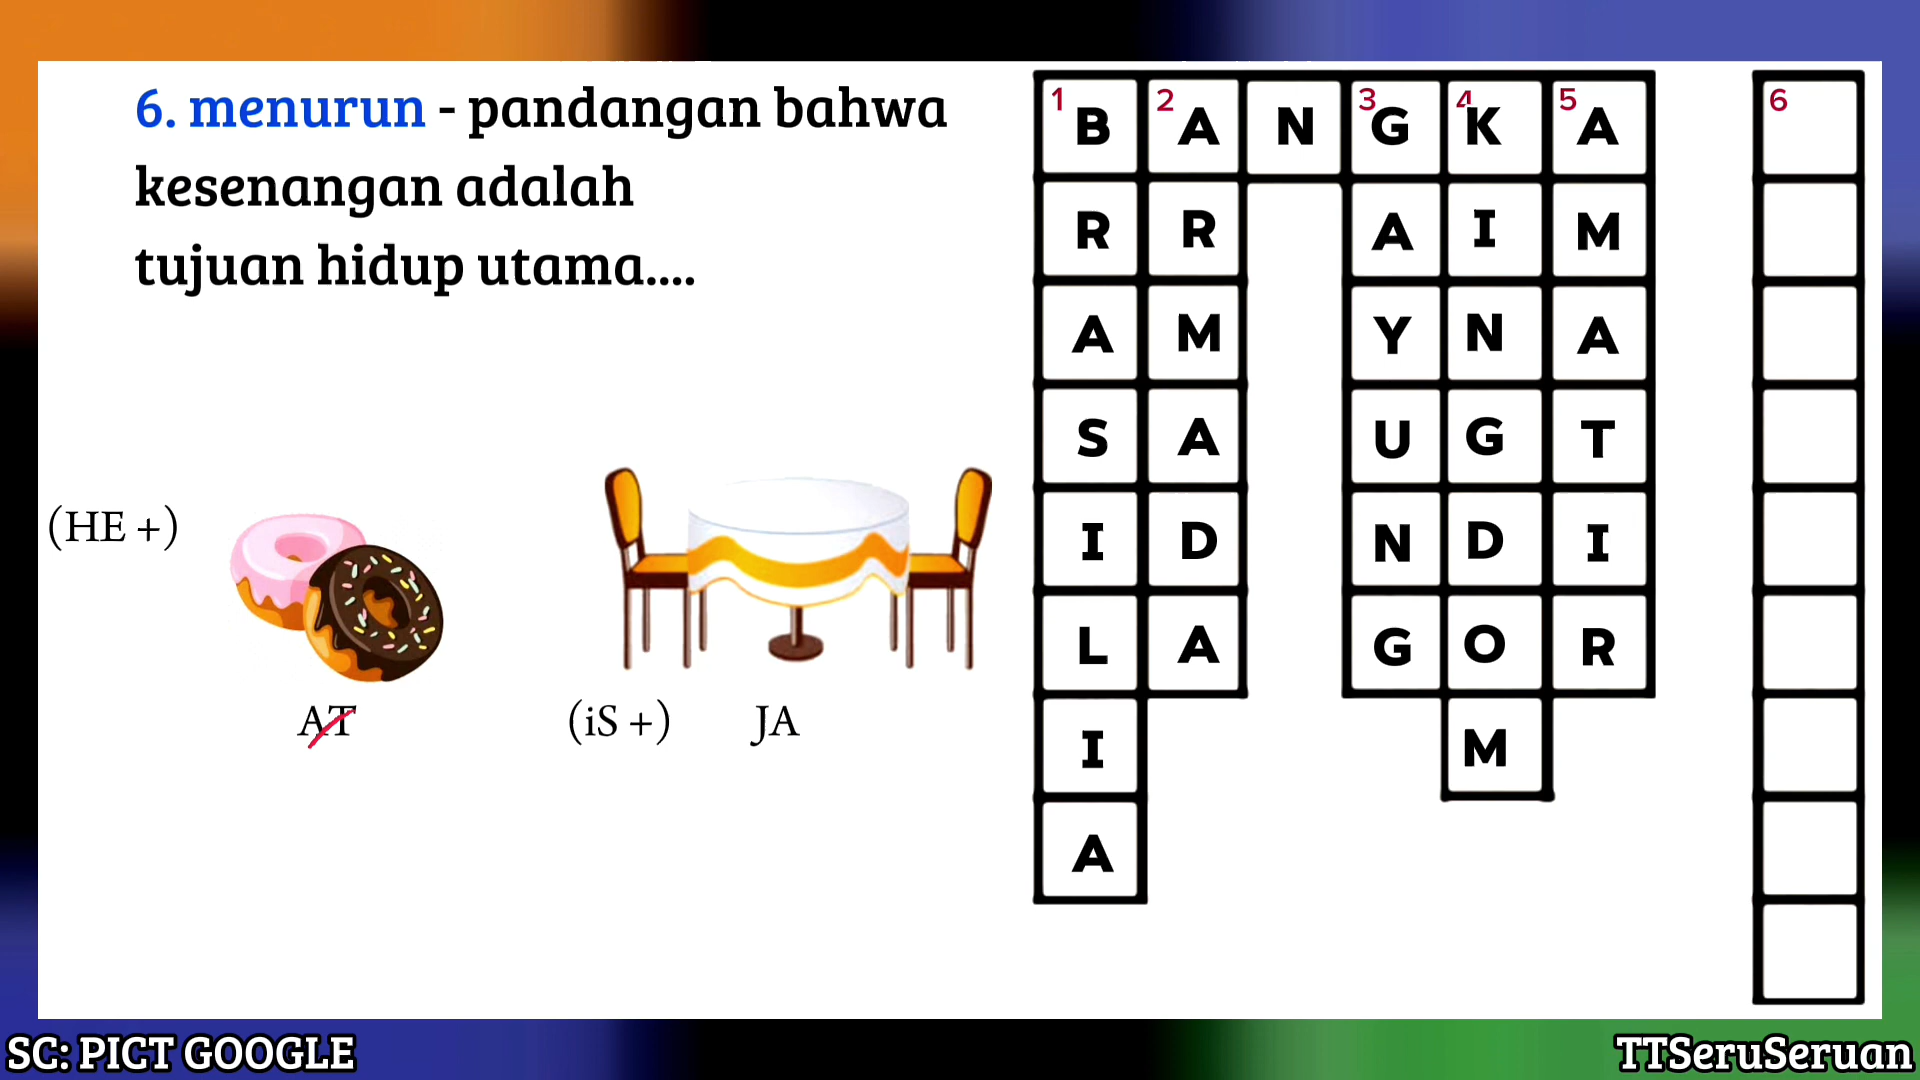 6. menurun - pandangan bahwa
kesenangan adalah
tujuan hidup utama....
(HE +)
AT
(iS +) JA
1 2 3 4 5 6
B A N G K A
R R A I M
A M Y N A
S A U G T
I D N D I
L A G O R
I M
A
SC: PICT GOOGLE
TTSeruSeruan